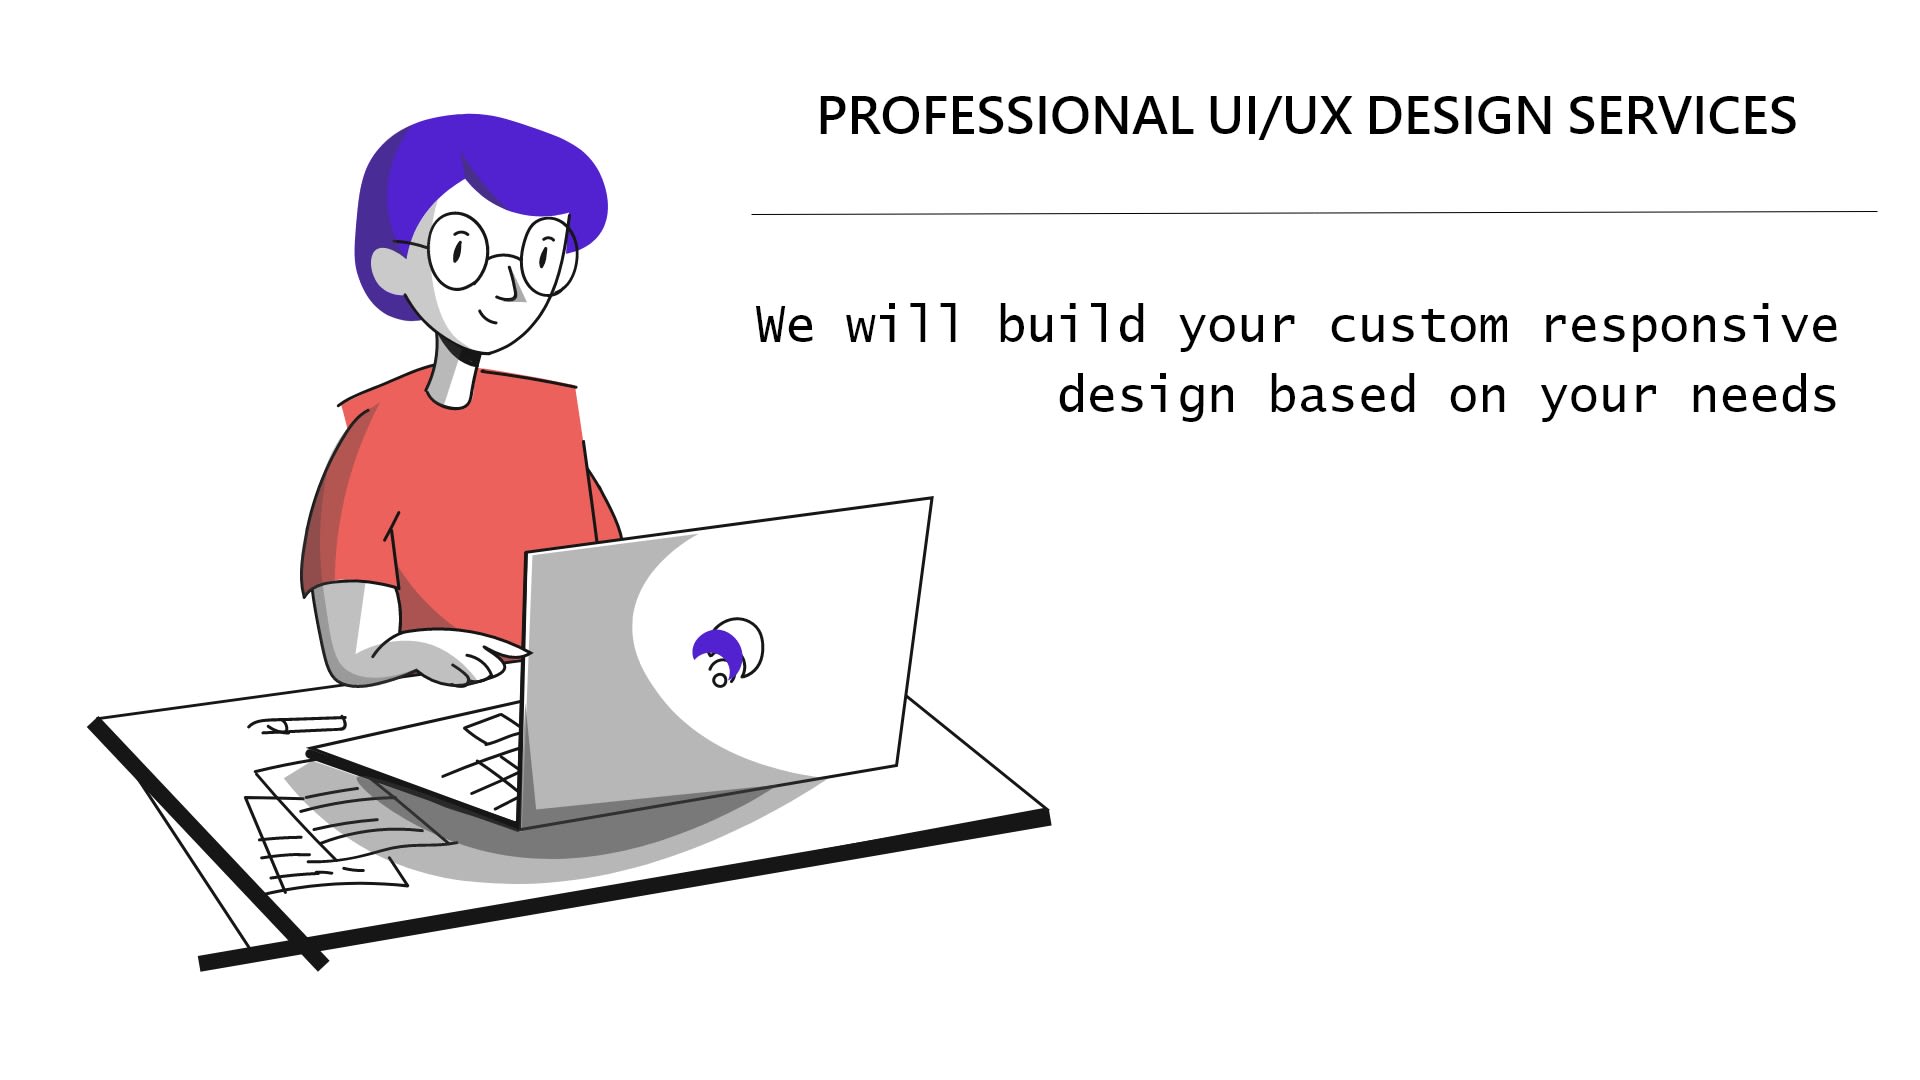 PROFESSIONAL UI/UX DESIGN SERVICES
We will build your custom responsive
design based on your needs